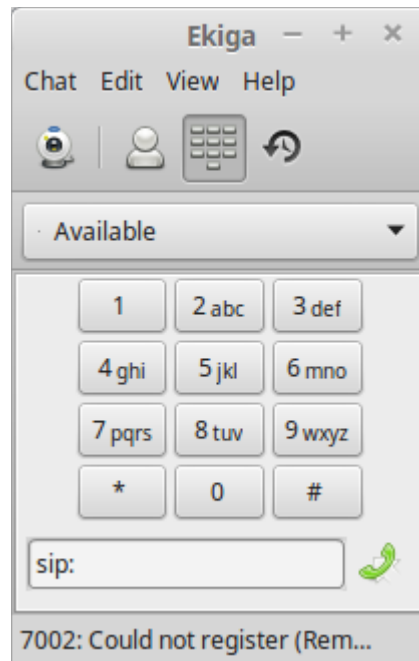 Ekiga
Chat Edit View Help
Available
1 2 abc 3 def
4 ghi 5 jkl 6 mno
7 pqrs 8 tuv 9 wxyz
* 0 #
sip:
7002: Could not register (Rem...